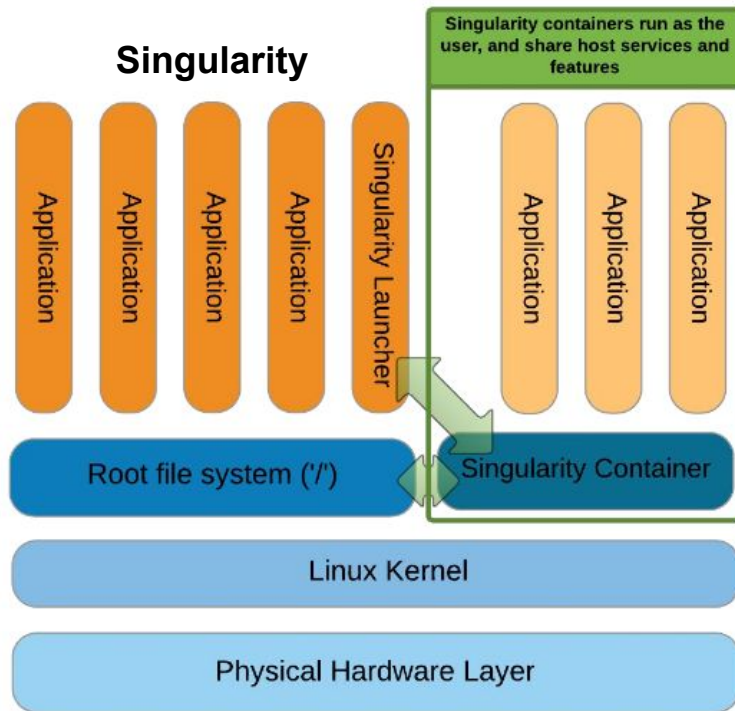 Singularity containers run as the
user, and share host services and
features
Singularity
Application
Application
Application
Application
Singularity Launcher
Application
Application
Application
Root file system ('/')
Singularity Container
Linux Kernel
Physical Hardware Layer